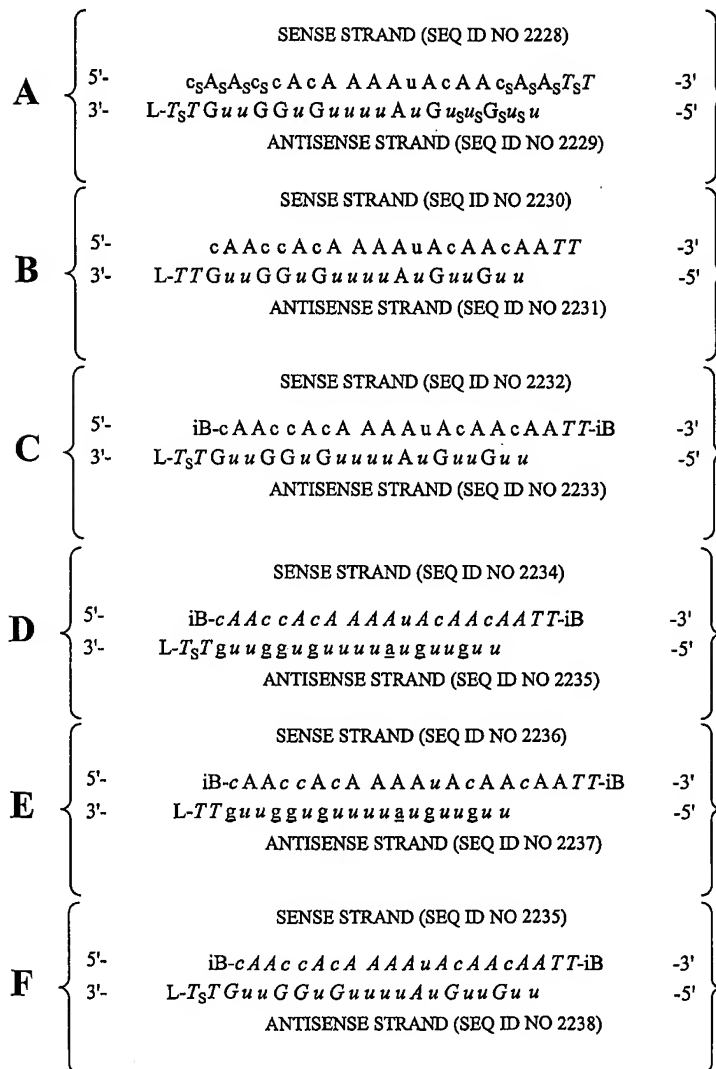 SENSE STRAND (SEQ ID NO 2228)
A 5'- csAsAscscAcA AAAuAcAAcsAsAsTsT -3'
3'- L-TsTGuuGGuGuuuuAuGususGsusu -5'
ANTISENSE STRAND (SEQ ID NO 2229)
SENSE STRAND (SEQ ID NO 2230)
B 5'- cAAccAcA AAAuAcAAcAATT -3'
3'- L-TTGuuGGuGuuuuAuGuuGuu -5'
ANTISENSE STRAND (SEQ ID NO 2231)
SENSE STRAND (SEQ ID NO 2232)
C 5'- iB-cAAccAcA AAAuAcAAcAATT-iB -3'
3'- L-TsTGuuGGuGuuuuAuGuuGuu -5'
ANTISENSE STRAND (SEQ ID NO 2233)
SENSE STRAND (SEQ ID NO 2234)
D 5'- iB-cAAccAcA AAAuAcAAcAATT-iB -3'
3'- L-TsTguugguguuuuauguuguu -5'
ANTISENSE STRAND (SEQ ID NO 2235)
SENSE STRAND (SEQ ID NO 2236)
E 5'- iB-cAAccAcA AAAuAcAAcAATT-iB -3'
3'- L-TTguugguguuuuauguuguu -5'
ANTISENSE STRAND (SEQ ID NO 2237)
SENSE STRAND (SEQ ID NO 2235)
F 5'- iB-cAAccAcA AAAuAcAAcAATT-iB -3'
3'- L-TsTGuuGGuGuuuuAuGuuGuu -5'
ANTISENSE STRAND (SEQ ID NO 2238)